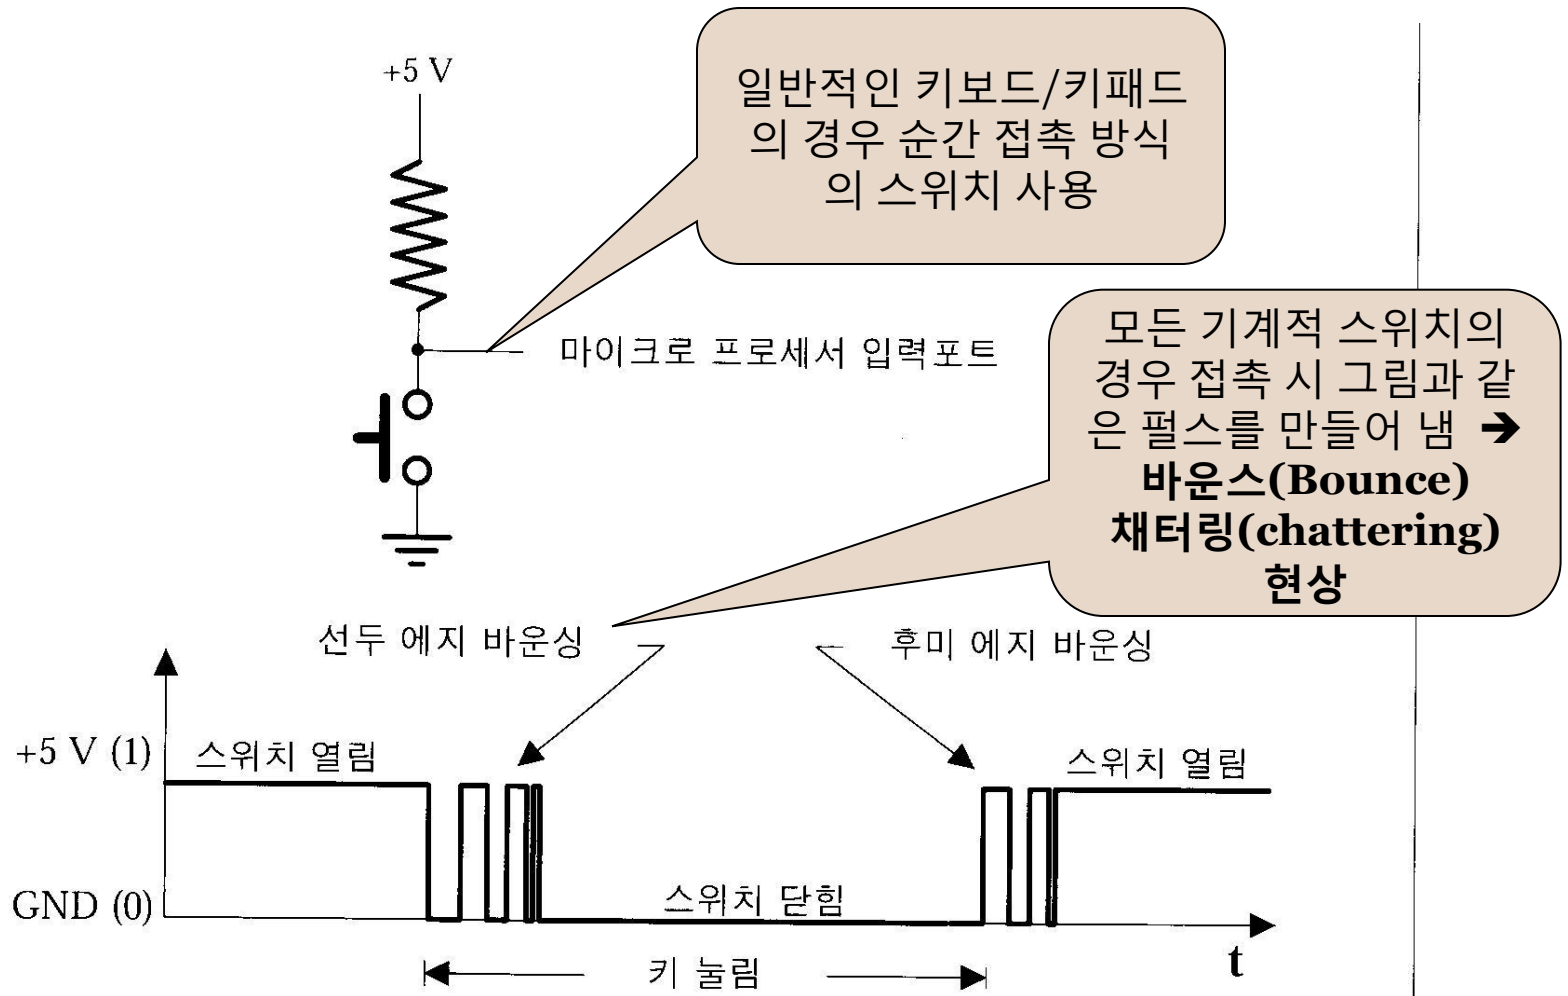 +5 V
일반적인 키보드/키패드
의 경우 순간 접촉 방식
의 스위치 사용
마이크로 프로세서 입력포트
모든 기계적 스위치의
경우 접촉 시 그림과 같
은 펄스를 만들어 냄 ➔
바운스(Bounce)
채터링(chattering)
현상
선두 에지 바운싱
후미 에지 바운싱
+5 V (1)
스위치 열림
스위치 열림
GND (0)
스위치 닫힘
t
키 눌림